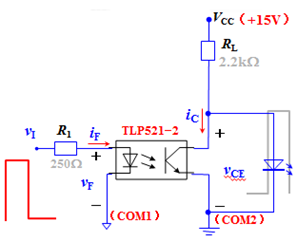 VCC (+15V)
RL
2.2kΩ
iC
vI
R1
iF
TLP521-2
+
+
250Ω
vF
vCE
−
−
(COM1)
(COM2)